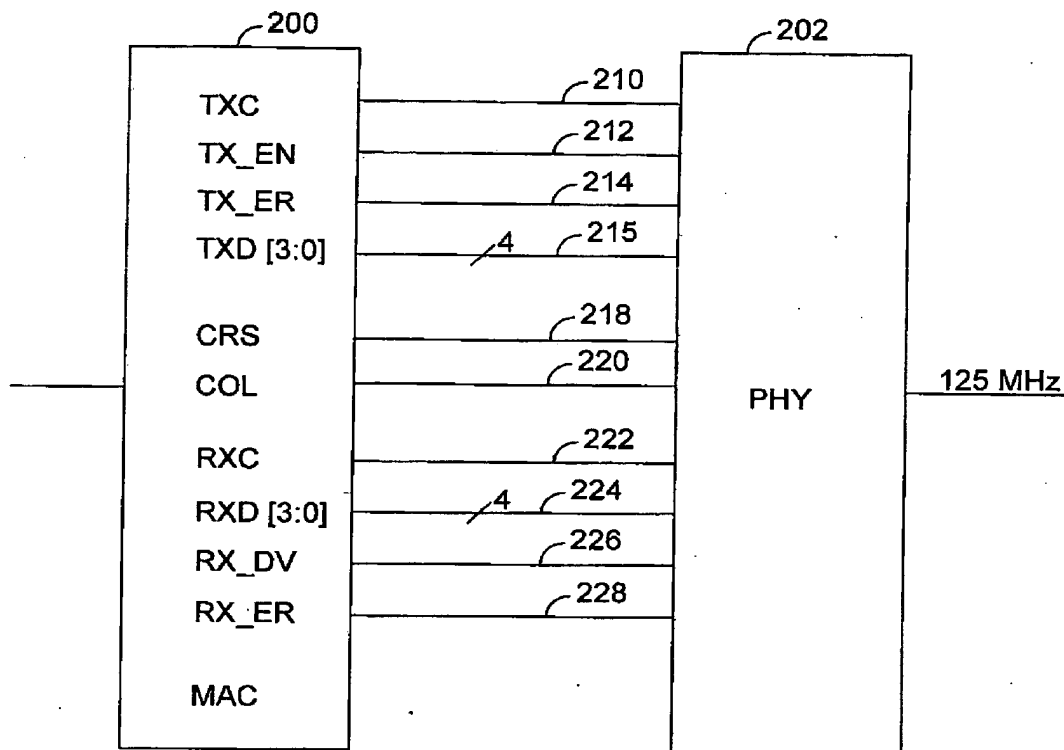 200 202
TXC 210
TX_EN 212
TX_ER 214
TXD [3:0] 4 215
CRS 218
COL 220
PHY 125 MHz
RXC 222
RXD [3:0] 4 224
RX_DV 226
RX_ER 228
MAC